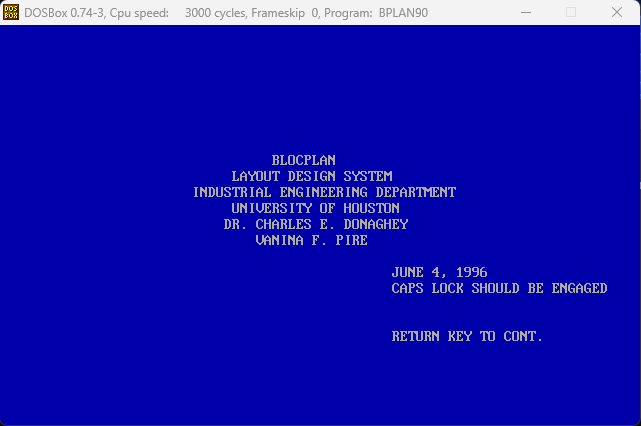 DOS BOX
DOSBox 0.74-3, Cpu speed: 3000 cycles, Frameskip 0, Program: BPLAN90
BLOCPLAN
LAYOUT DESIGN SYSTEM
INDUSTRIAL ENGINEERING DEPARTMENT
UNIVERSITY OF HOUSTON
DR. CHARLES E. DONAGHEY
VANINA F. PIRE
JUNE 4, 1996
CAPS LOCK SHOULD BE ENGAGED
RETURN KEY TO CONT.